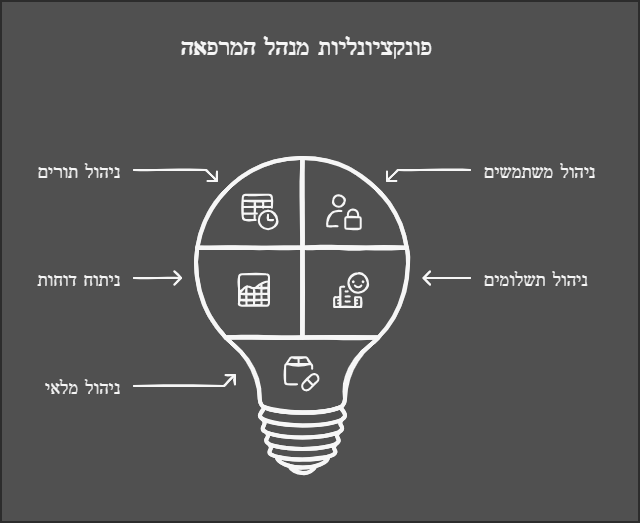 פונקציונליות מנהל המרפאה
ניהול משתמשים
ניהול תורים
ניהול תשלומים
ניתוח דוחות
ניהול מלאי